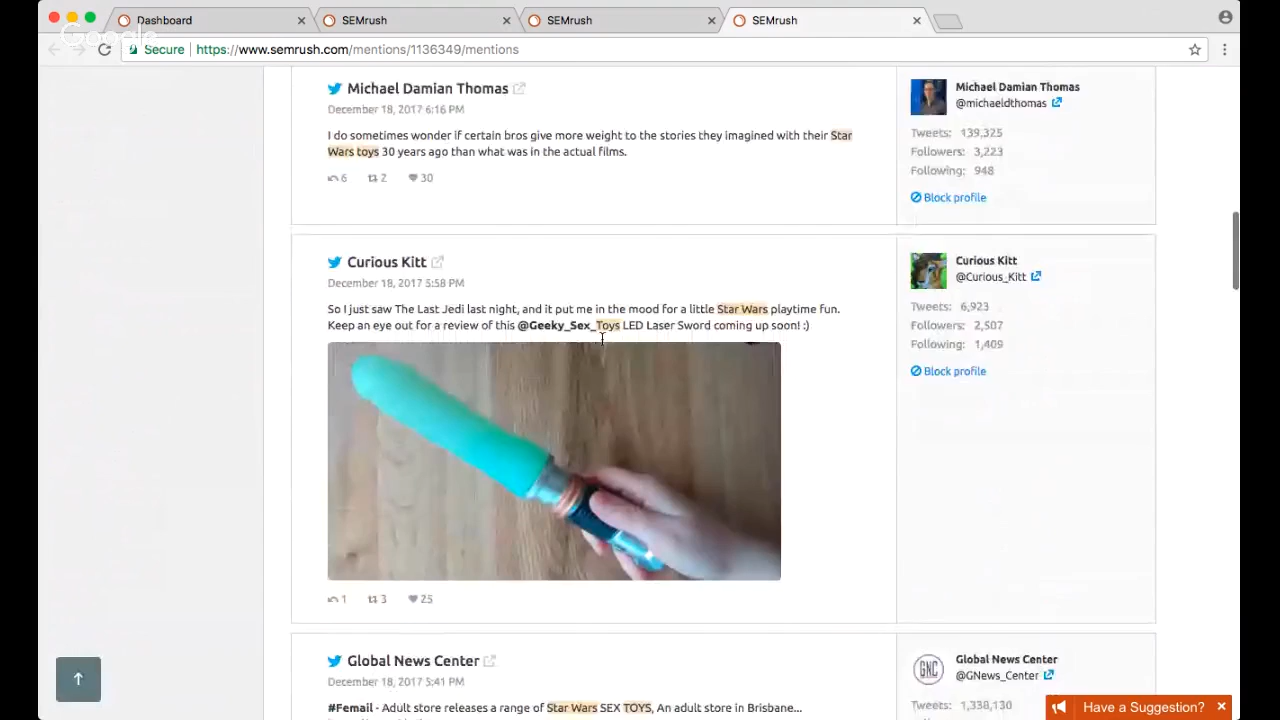 Dashboard
SEMrush
SEMrush
SEMrush
Google
Secure https://www.semrush.com/mentions/1136349/mentions
Michael Damian Thomas
December 18, 2017 6:16 PM
I do sometimes wonder if certain bros give more weight to the stories they imagined with their Star
Wars toys 30 years ago than what was in the actual films.
6 2 30
Michael Damian Thomas
@michaeldthomas
Tweets: 139,325
Followers: 3,223
Following: 948
Block profile
Curious Kitt
December 18, 2017 5:58 PM
So I just saw The Last Jedi last night, and it put me in the mood for a little Star Wars playtime fun.
Keep an eye out for a review of this @Geeky_Sex_Toys LED Laser Sword coming up soon! :)
1 3 25
Curious Kitt
@Curious_Kitt
Tweets: 6,923
Followers: 2,507
Following: 1,409
Block profile
Global News Center
December 18, 2017 5:41 PM
#Femail - Adult store releases a range of Star Wars SEX TOYS, An adult store in Brisbane...
GNC
Global News Center
@GNews_Center
Tweets: 1,338,130
Have a Suggestion?